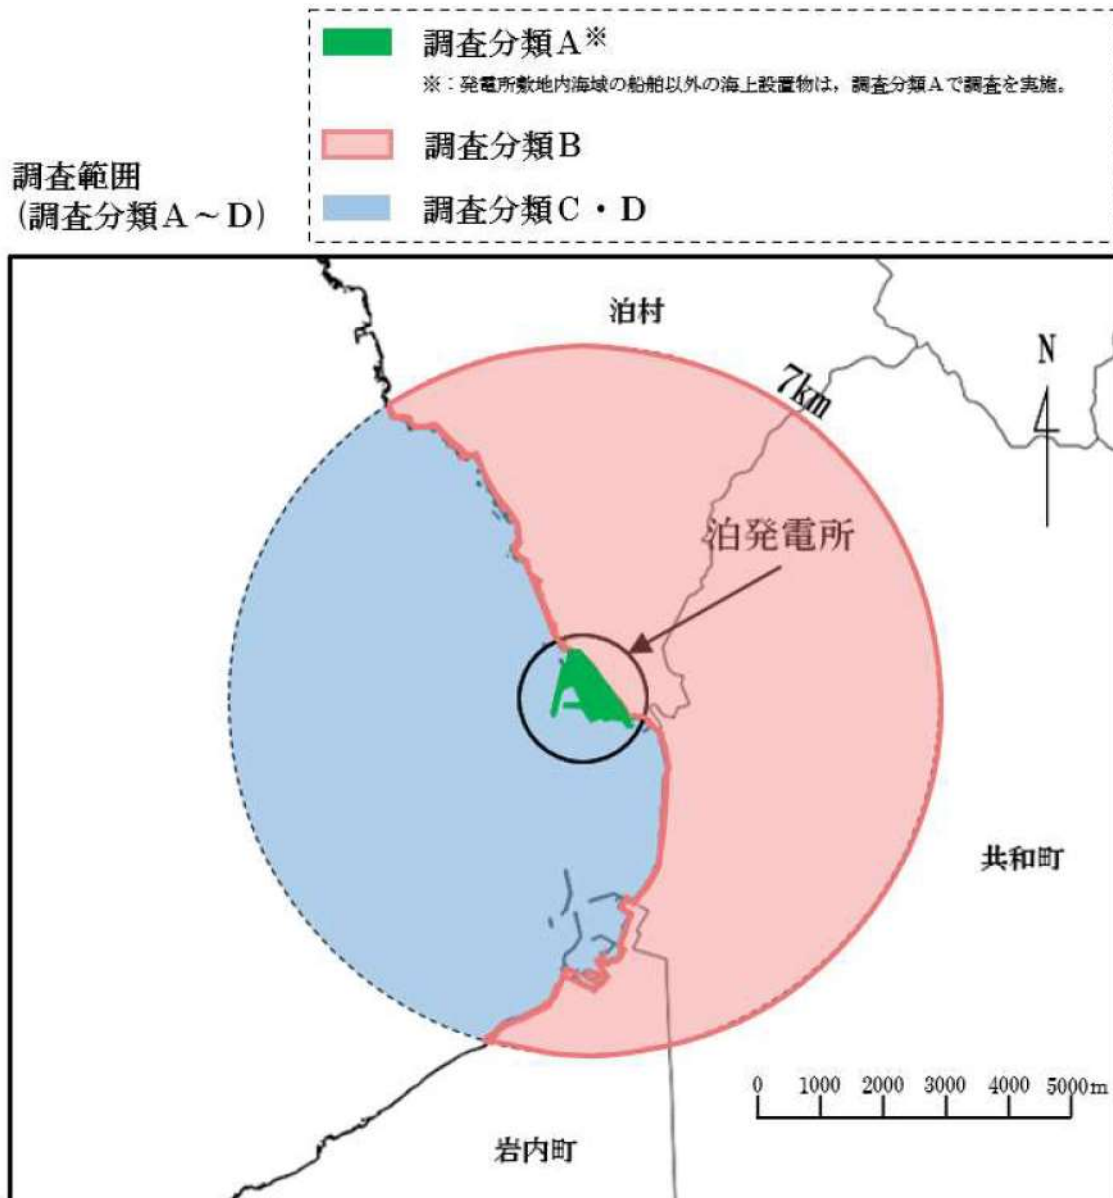 調査分類A※
※:発電所敷地内海域の船舶以外の海上設置物は,調査分類Aで調査を実施。
調査分類B
調査分類C・D
調査範囲
(調査分類A~D)
泊村
N
7km
泊発電所
共和町
0 1000 2000 3000 4000 5000m
岩内町